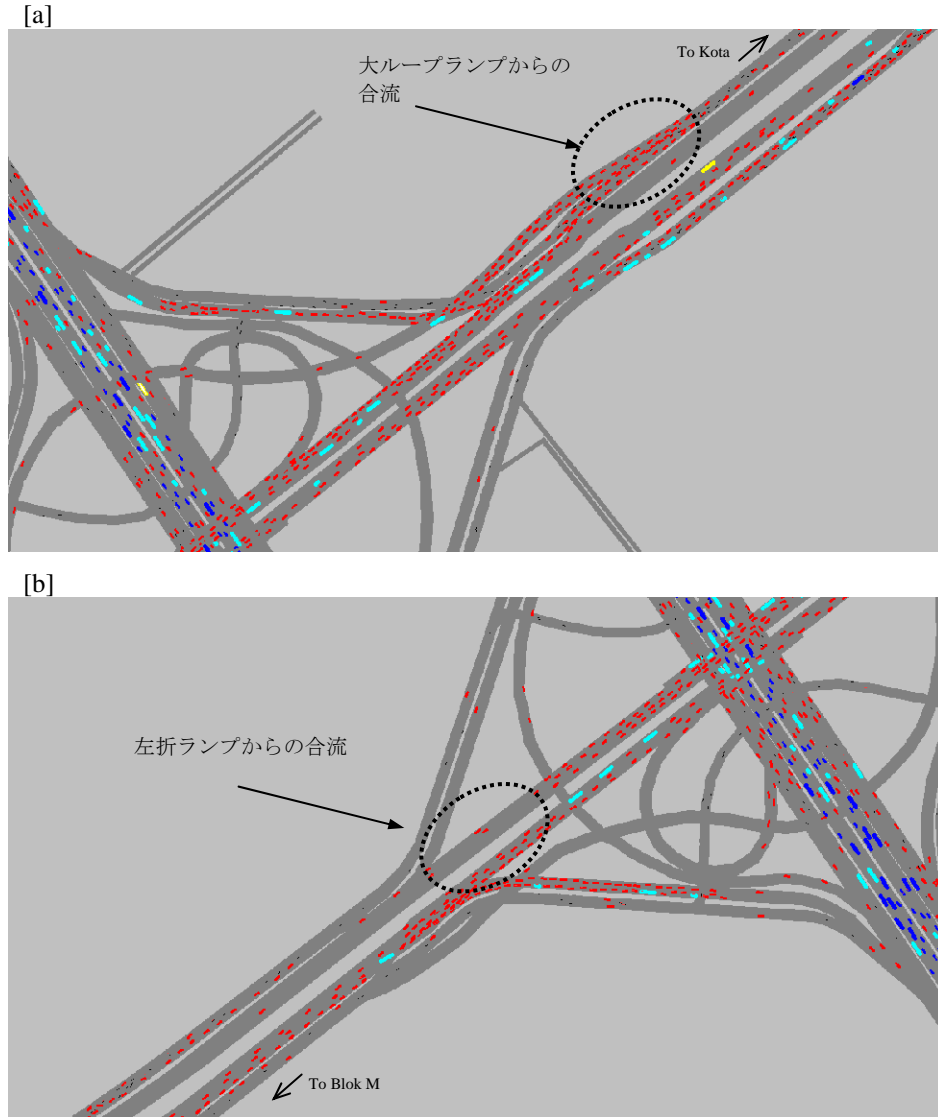 [a]
To Kota
大ループランプからの
合流
[b]
左折ランプからの合流
To Blok M